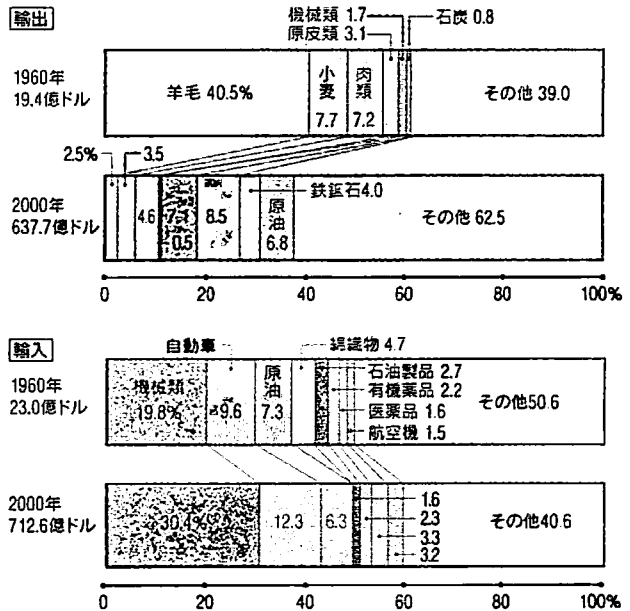 輸出
機械類 1.7
石炭 0.8
原皮類 3.1
1960年
19.4億ドル
羊毛 40.5%
小麦
7.7
肉類
7.2
その他 39.0
2.5%
3.5
2000年
637.7億ドル
4.6
7.1
0.5
8.5
鉄鉱石4.0
原油
6.8
その他 62.5
0
20
40
60
80
100%
輸入
自動車
綿織物 4.7
1960年
23.0億ドル
機械類
19.8%
9.6
原油
7.3
石油製品 2.7
有機薬品 2.2
医薬品 1.6
航空機 1.5
その他50.6
2000年
712.6億ドル
30.4%
12.3
6.3
1.6
2.3
3.3
3.2
その他40.6
0
20
40
60
80
100%